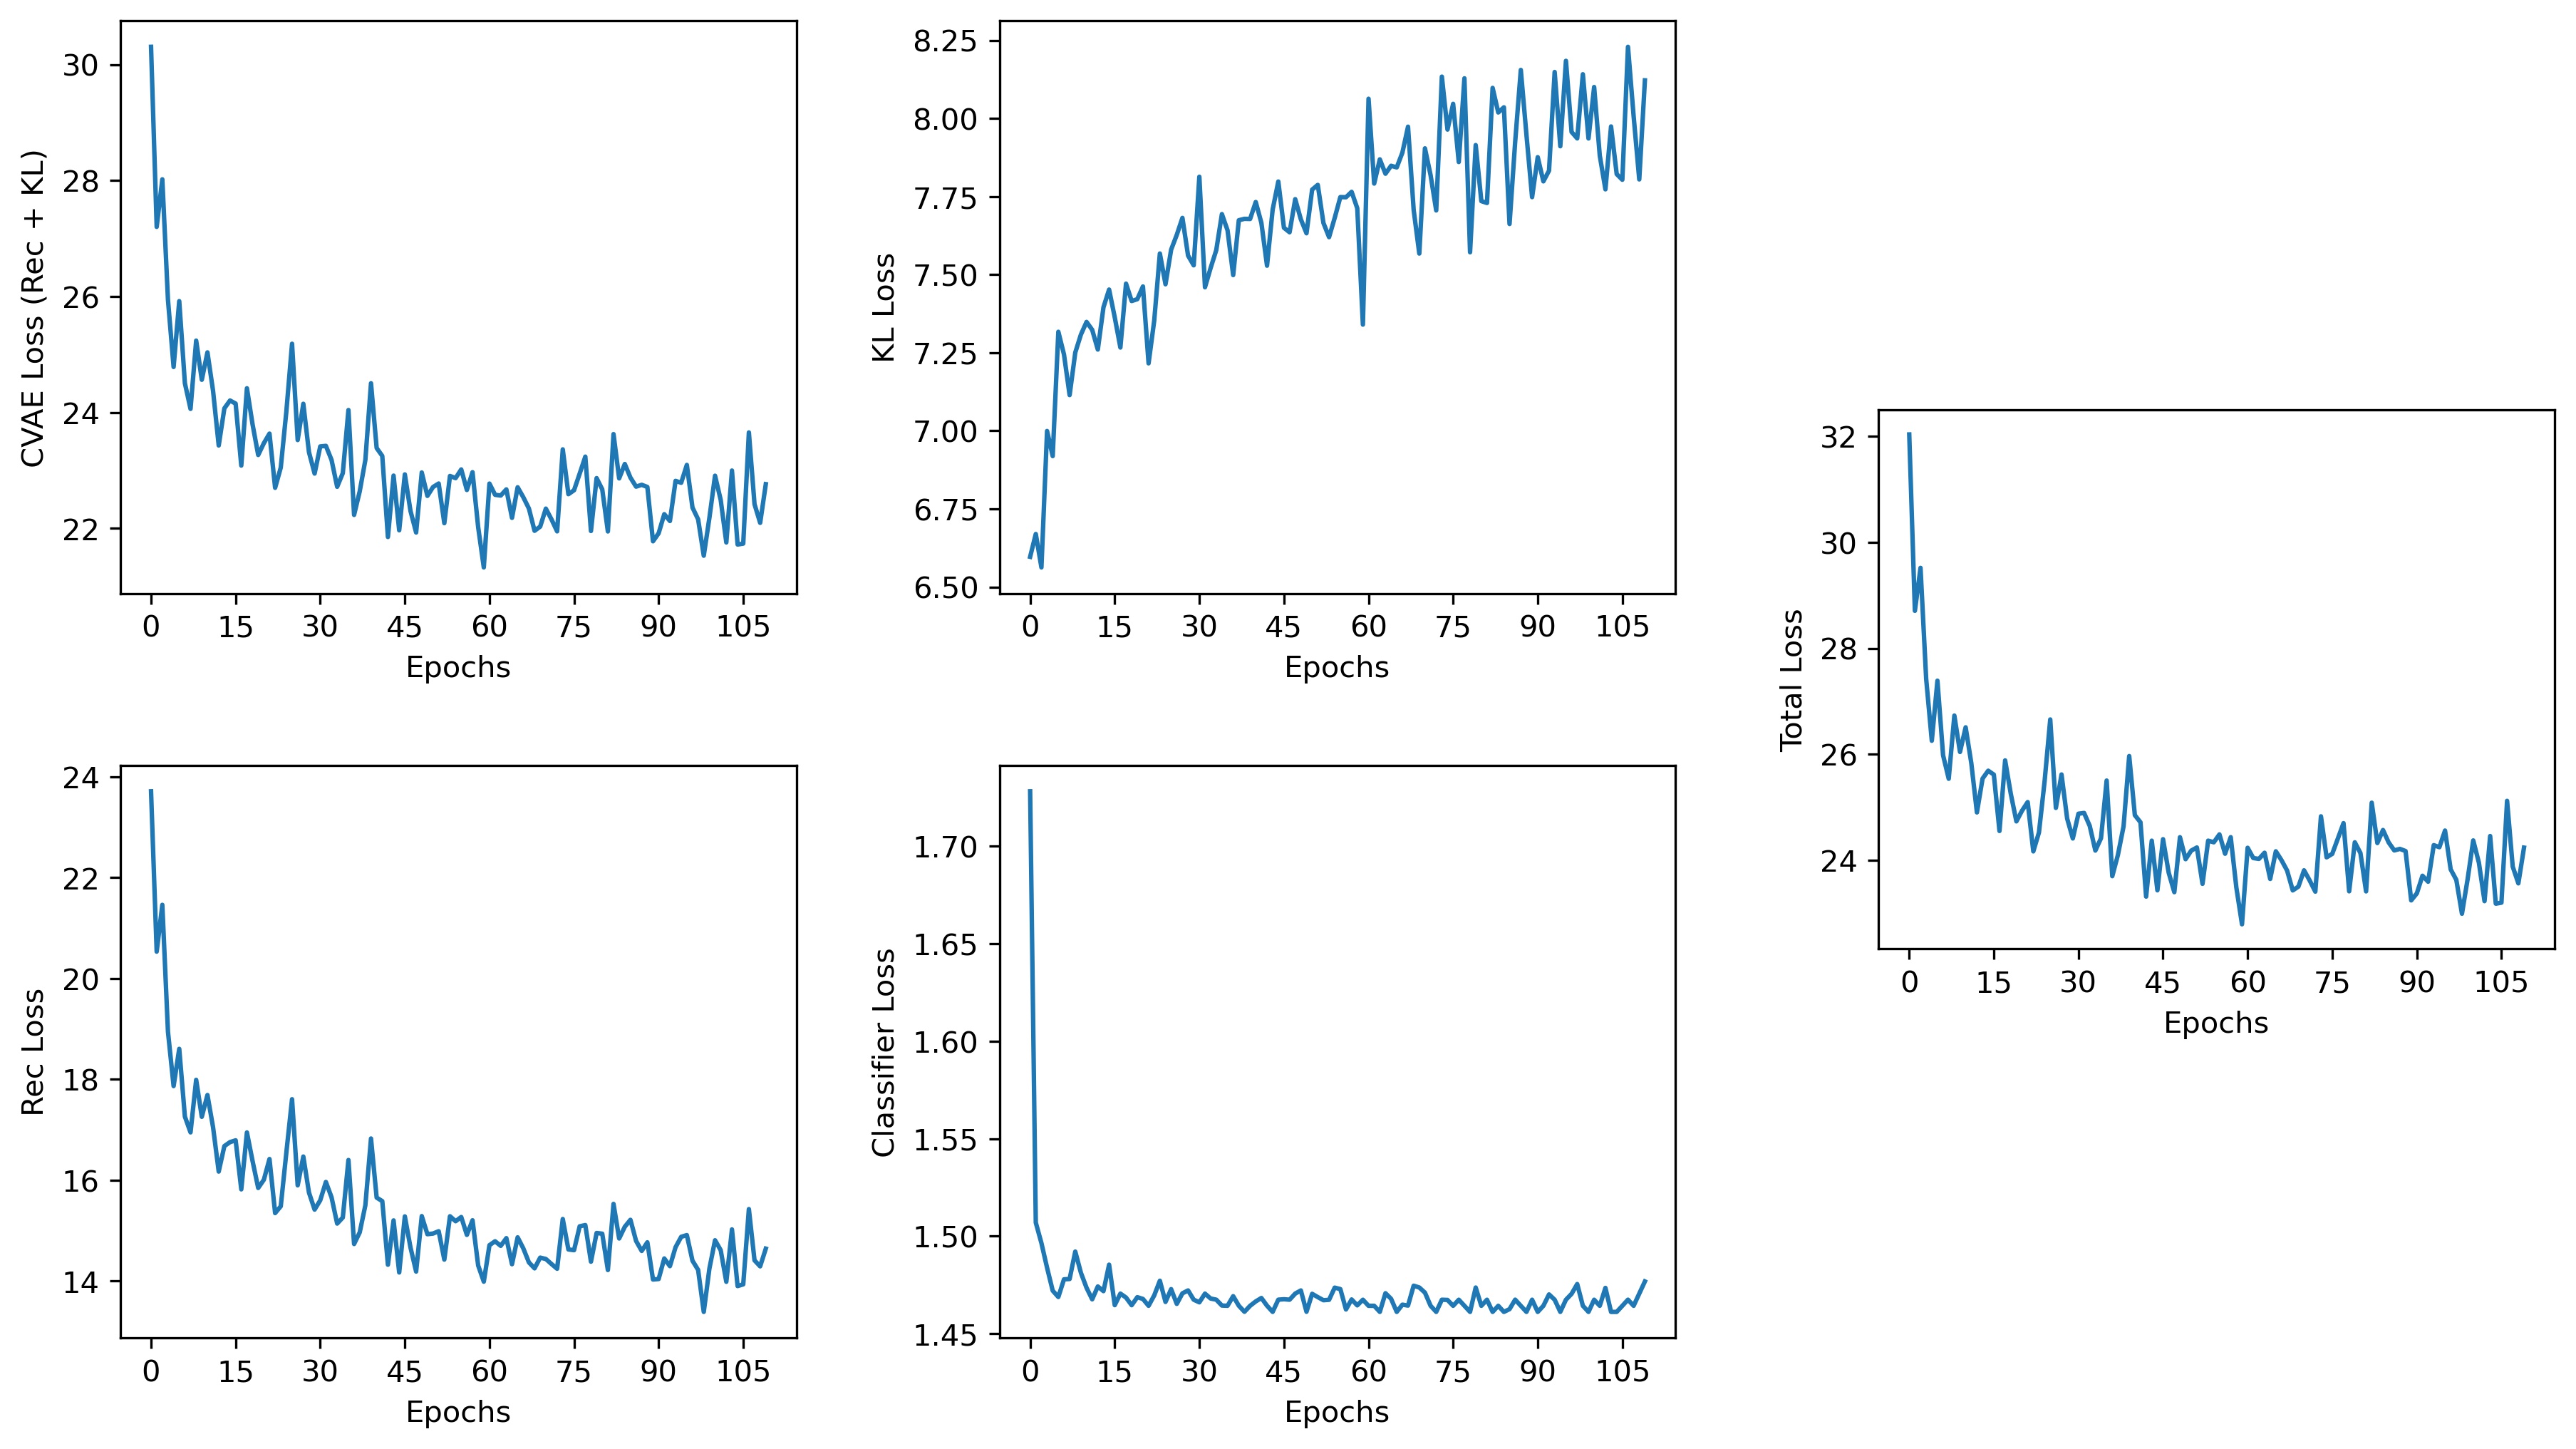 CVAE Loss (Rec + KL)
30
28
26
24
22
0 15 30 45 60 75 90 105
Epochs
KL Loss
8.25
8.00
7.75
7.50
7.25
7.00
6.75
6.50
0 15 30 45 60 75 90 105
Epochs
Rec Loss
24
22
20
18
16
14
0 15 30 45 60 75 90 105
Epochs
Classifier Loss
1.70
1.65
1.60
1.55
1.50
1.45
0 15 30 45 60 75 90 105
Epochs
Total Loss
32
30
28
26
24
0 15 30 45 60 75 90 105
Epochs